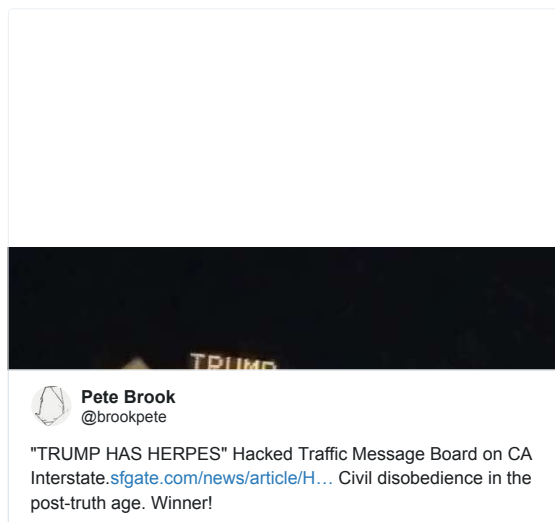 TRUMP
Pete Brook
@brookpete
"TRUMP HAS HERPES" Hacked Traffic Message Board on CA
Interstate.sfgate.com/news/article/H… Civil disobedience in the
post-truth age. Winner!